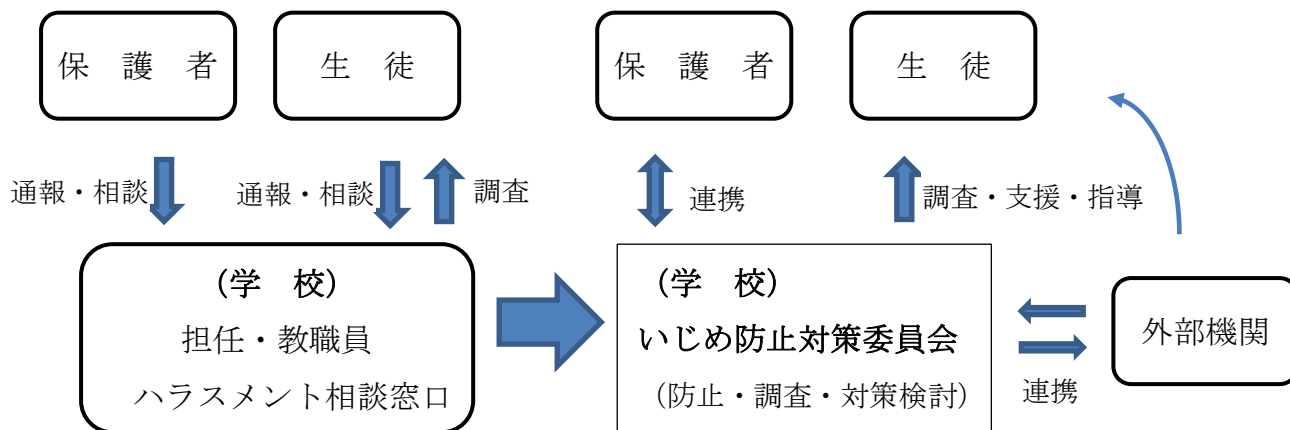 保　護　者
生　徒
保　護　者
生　徒
通報・相談
通報・相談
調査
連携
調査・支援・指導
(学　校)
担任・教職員
ハラスメント相談窓口
(学　校)
いじめ防止対策委員会
(防止・調査・対策検討)
外部機関
連携